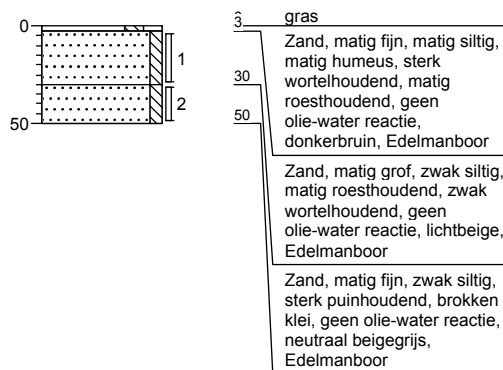 0
50
1
2
3
gras
Zand, matig fijn, matig siltig,
matig humeus, sterk
wortelhoudend, matig
roesthoudend, geen
olie-water reactie,
donkerbruin, Edelmanboor
30
Zand, matig grof, zwak siltig,
matig roesthoudend, zwak
wortelhoudend, geen
olie-water reactie, lichtbeige,
Edelmanboor
50
Zand, matig fijn, zwak siltig,
sterk puinhoudend, brokken
klei, geen olie-water reactie,
neutraal beigegrijs,
Edelmanboor